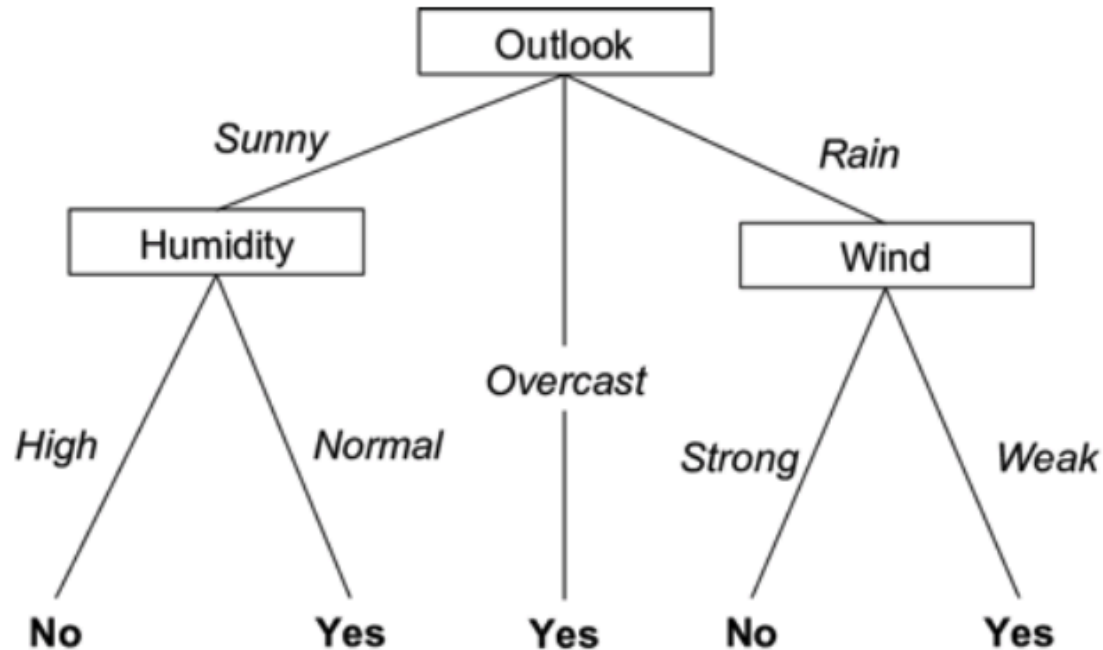 Outlook
Sunny
Rain
Humidity
Wind
Overcast
High
Normal
Strong
Weak
No
Yes
Yes
No
Yes